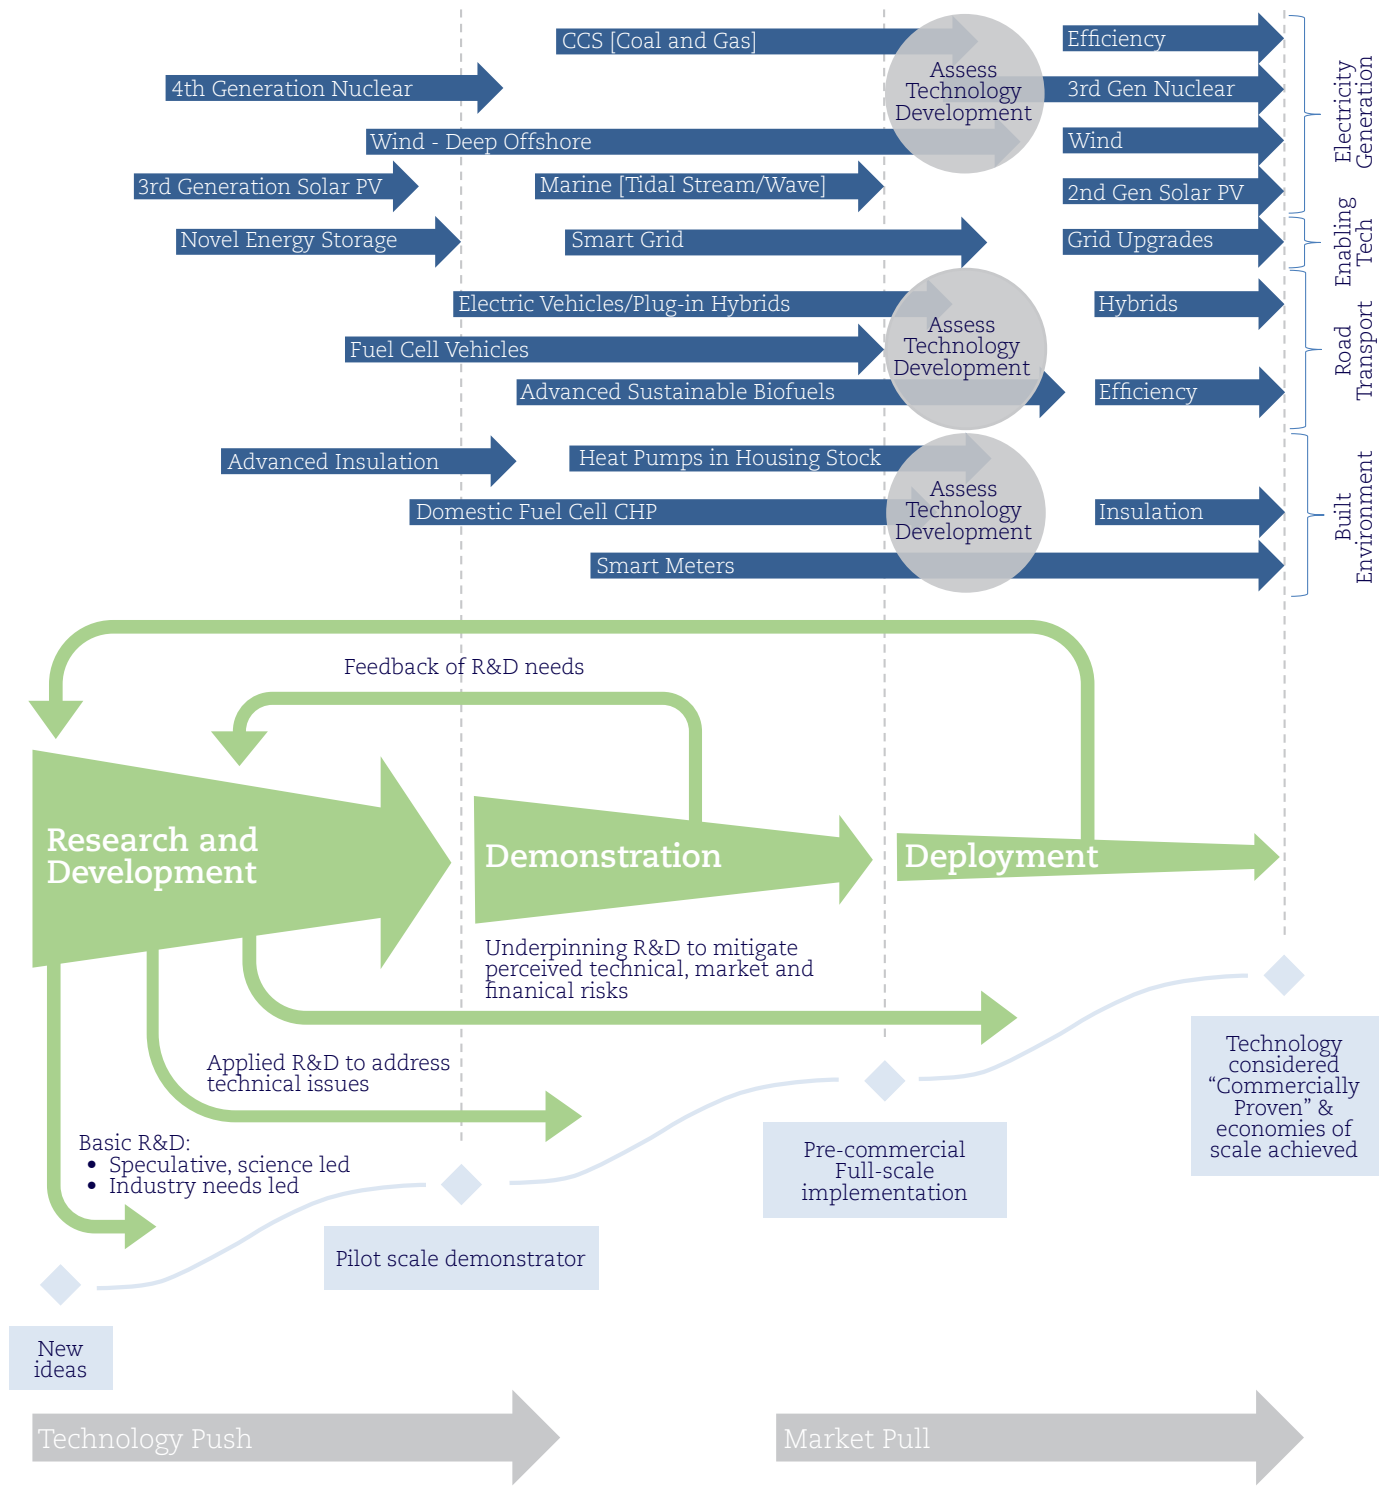 CCS [Coal and Gas]
Efficiency
4th Generation Nuclear
Assess
Technology
Development
3rd Gen Nuclear
Wind - Deep Offshore
Wind
3rd Generation Solar PV
Marine [Tidal Stream/Wave]
2nd Gen Solar PV
Electricity
Generation
Novel Energy Storage
Smart Grid
Grid Upgrades
Enabling
Tech
Electric Vehicles/Plug-in Hybrids
Hybrids
Fuel Cell Vehicles
Assess
Technology
Development
Advanced Sustainable Biofuels
Efficiency
Road
Transport
Advanced Insulation
Heat Pumps in Housing Stock
Assess
Technology
Development
Domestic Fuel Cell CHP
Insulation
Smart Meters
Built
Environment
Feedback of R&D needs
Research and
Development
Demonstration
Deployment
Underpinning R&D to mitigate
perceived technical, market and
finanical risks
Applied R&D to address
technical issues
Basic R&D:
• Speculative, science led
• Industry needs led
Technology
considered
“Commercially
Proven” &
economies of
scale achieved
Pre-commercial
Full-scale
implementation
Pilot scale demonstrator
New
ideas
Technology Push
Market Pull